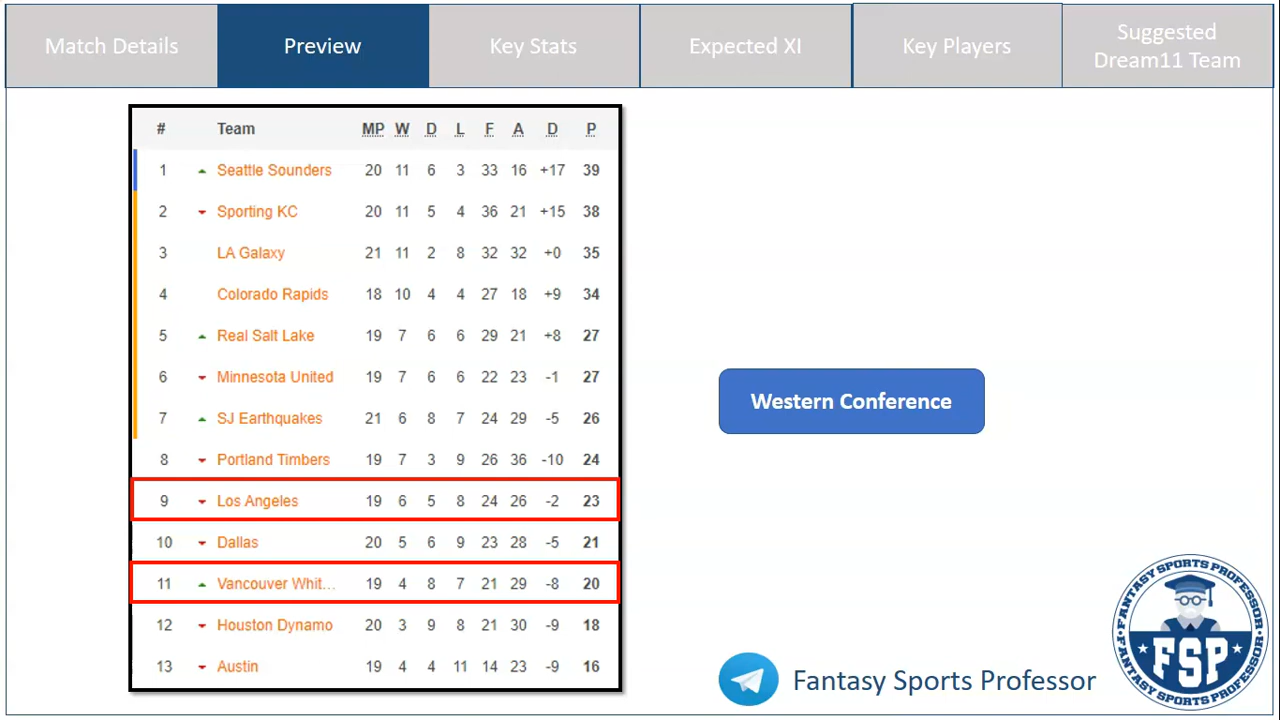 Match Details
Preview
Key Stats
Expected XI
Key Players
Suggested
Dream11 Team
# Team MP W D L F A D P
1 Seattle Sounders 20 11 6 3 33 16 +17 39
2 Sporting KC 20 11 5 4 36 21 +15 38
3 LA Galaxy 21 11 2 8 32 32 +0 35
4 Colorado Rapids 18 10 4 4 27 18 +9 34
5 Real Salt Lake 19 7 6 6 29 21 +8 27
6 Minnesota United 19 7 6 6 22 23 -1 27
7 SJ Earthquakes 21 6 8 7 24 29 -5 26
8 Portland Timbers 19 7 3 9 26 36 -10 24
9 Los Angeles 19 6 5 8 24 26 -2 23
10 Dallas 20 5 6 9 23 28 -5 21
11 Vancouver Whit... 19 4 8 7 21 29 -8 20
12 Houston Dynamo 20 3 9 8 21 30 -9 18
13 Austin 19 4 4 11 14 23 -9 16
Western Conference
Fantasy Sports Professor
FANTASY SPORTS PROFESSOR
FANTASY SPORTS PROFESSOR
FSP